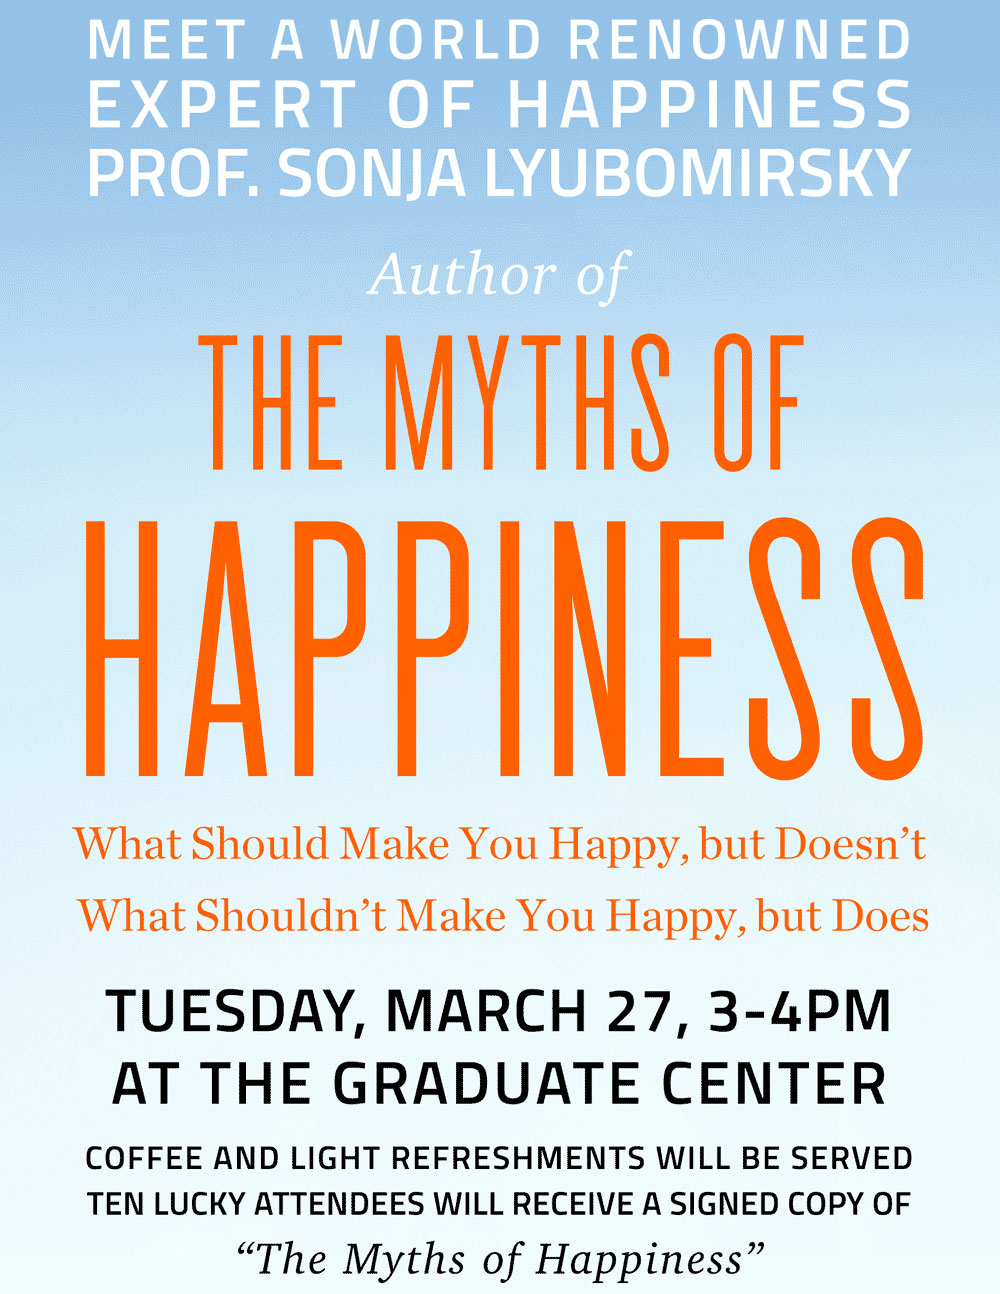 MEET A WORLD RENOWNED
EXPERT OF HAPPINESS
PROF. SONJA LYUBOMIRSKY
Author of
THE MYTHS OF
HAPPINESS
What Should Make You Happy, but Doesn’t
What Shouldn’t Make You Happy, but Does
TUESDAY, MARCH 27, 3-4PM
AT THE GRADUATE CENTER
COFFEE AND LIGHT REFRESHMENTS WILL BE SERVED
TEN LUCKY ATTENDEES WILL RECEIVE A SIGNED COPY OF
“The Myths of Happiness”